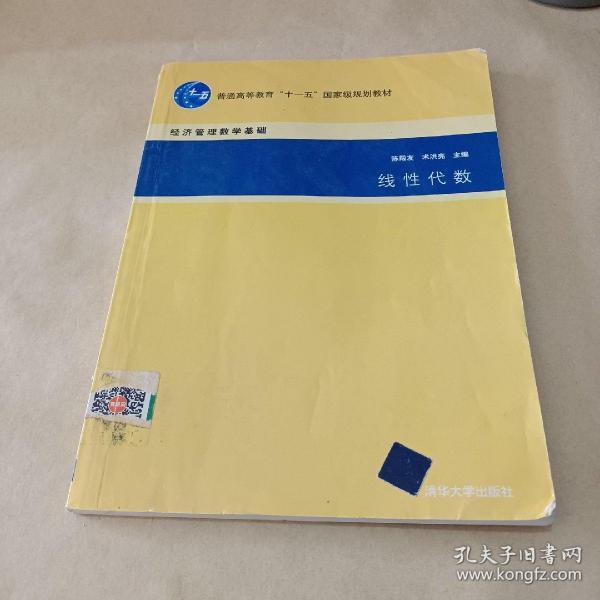 十一五
普通高等教育“十一五”国家级规划教材
经济管理数学基础
陈殿友 术洪亮 主编
线性代数
清华大学出版社
孔夫子旧书网
www.kongfz.com